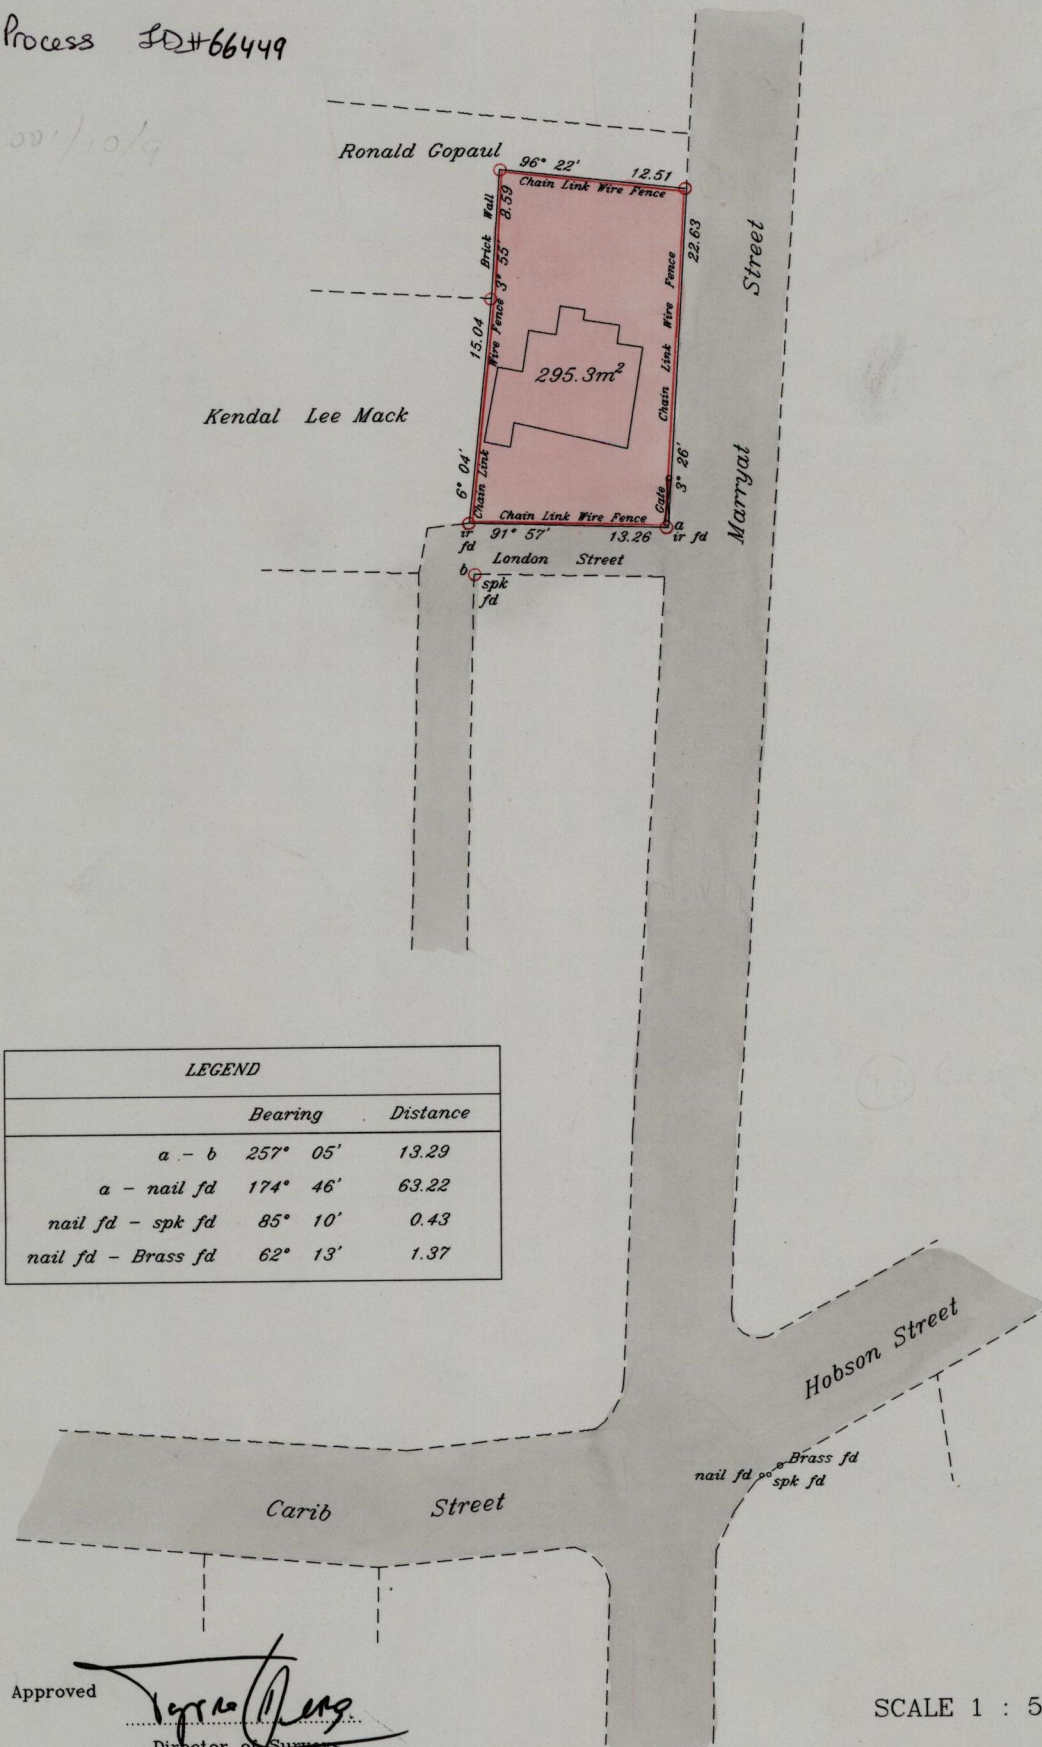 Process ID#66449
Ronald Gopaul
96° 22' 12.51
Chain Link Wire Fence
Brick Wall
8.59
3° 55'
22.63
Chain Link Wire Fence
Marryat Street
15.04
6° 04'
Chain Link Wire Fence
295.3m²
Kendal Lee Mack
3° 26'
Gate
Chain Link Wire Fence
a
ir fd
ir
fd
91° 57' 13.26
London Street
b
spk
fd
LEGEND
Bearing Distance
a - b 257° 05' 13.29
a - nail fd 174° 46' 63.22
nail fd - spk fd 85° 10' 0.43
nail fd - Brass fd 62° 13' 1.37
Hobson Street
Brass fd
nail fd
spk fd
Carib Street
Approved
Director of Surveys
SCALE 1 : 5